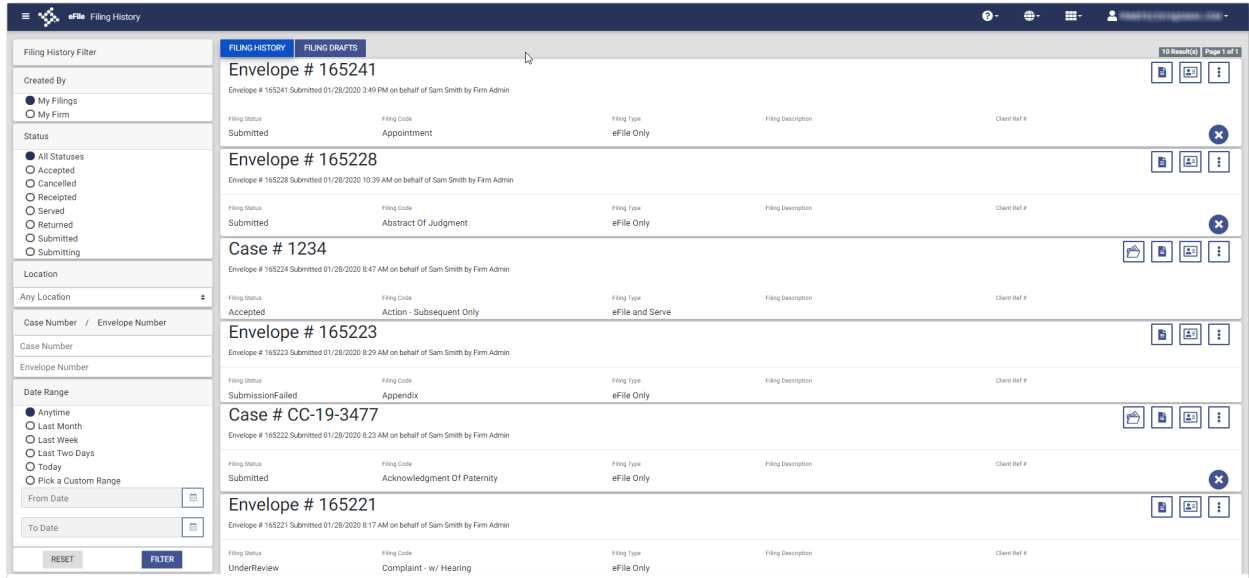 eFile Filing History
Filing History Filter
Created By
My Filings
My Firm
Status
All Statuses
Accepted
Cancelled
Receipted
Served
Returned
Submitted
Submitting
Location
Any Location
Case Number / Envelope Number
Case Number
Envelope Number
Date Range
Anytime
Last Month
Last Week
Last Two Days
Today
Pick a Custom Range
From Date
To Date
RESET FILTER
FILING HISTORY FILING DRAFTS
10 Result(s) Page 1 of 1
Envelope # 165241
Envelope # 165241 Submitted 01/28/2020 3:49 PM on behalf of Sam Smith by Firm Admin
Filing Status Filing Code Filing Type Filing Description Client Ref #
Submitted Appointment eFile Only
Envelope # 165228
Envelope # 165228 Submitted 01/28/2020 10:39 AM on behalf of Sam Smith by Firm Admin
Filing Status Filing Code Filing Type Filing Description Client Ref #
Submitted Abstract Of Judgment eFile Only
Case # 1234
Envelope # 165224 Submitted 01/28/2020 8:47 AM on behalf of Sam Smith by Firm Admin
Filing Status Filing Code Filing Type Filing Description Client Ref #
Accepted Action - Subsequent Only eFile and Serve
Envelope # 165223
Envelope # 165223 Submitted 01/28/2020 8:29 AM on behalf of Sam Smith by Firm Admin
Filing Status Filing Code Filing Type Filing Description Client Ref #
SubmissionFailed Appendix eFile Only
Case # CC-19-3477
Envelope # 165222 Submitted 01/28/2020 8:23 AM on behalf of Sam Smith by Firm Admin
Filing Status Filing Code Filing Type Filing Description Client Ref #
Submitted Acknowledgment Of Paternity eFile Only
Envelope # 165221
Envelope # 165221 Submitted 01/28/2020 8:17 AM on behalf of Sam Smith by Firm Admin
Filing Status Filing Code Filing Type Filing Description Client Ref #
UnderReview Complaint - w/ Hearing eFile Only